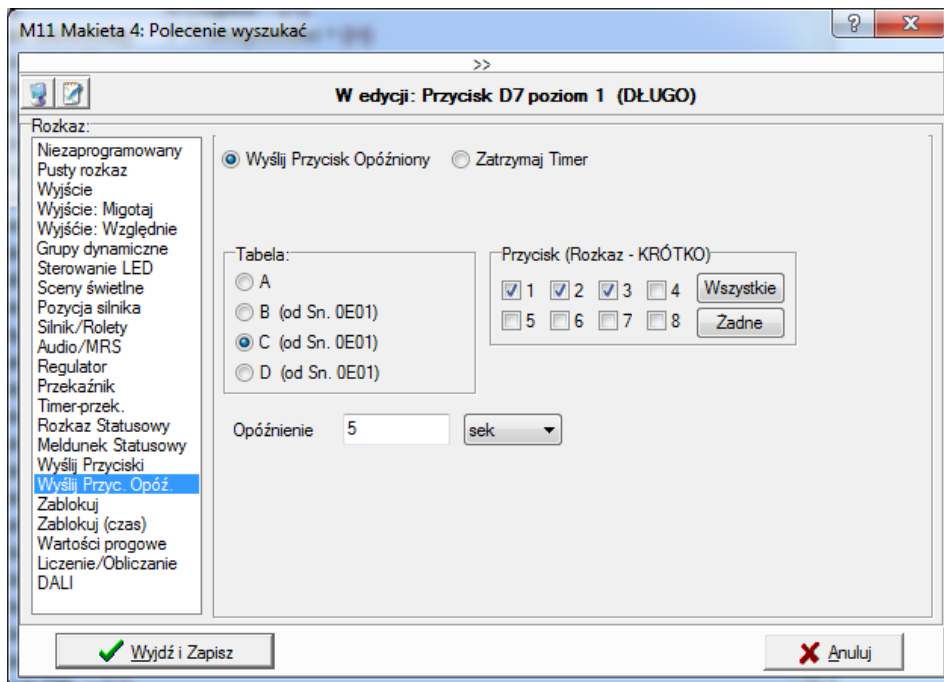 M11 Makieta 4: Polecenie wyszukać
>>
W edycji: Przycisk D7 poziom 1 (DŁUGO)
Rozkaz:
Niezaprogramowany
Pusty rozkaz
Wyjście
Wyjście: Migotaj
Wyjśćie: Względnie
Grupy dynamiczne
Sterowanie LED
Sceny świetlne
Pozycja silnika
Silnik/Rolety
Audio/MRS
Regulator
Przekaźnik
Timer-przek.
Rozkaz Statusowy
Meldunek Statusowy
Wyślij Przyciski
Wyślij Przyc. Opóź.
Zablokuj
Zablokuj (czas)
Wartości progowe
Liczenie/Obliczanie
DALI
Wyślij Przycisk Opóźniony Zatrzymaj Timer
Tabela:
A
B (od Sn. 0E01)
C (od Sn. 0E01)
D (od Sn. 0E01)
Przycisk (Rozkaz - KRÓTKO)
1 2 3 4 Wszystkie
5 6 7 8 Żadne
Opóźnienie 5 sek
Wyjdź i Zapisz
Anuluj